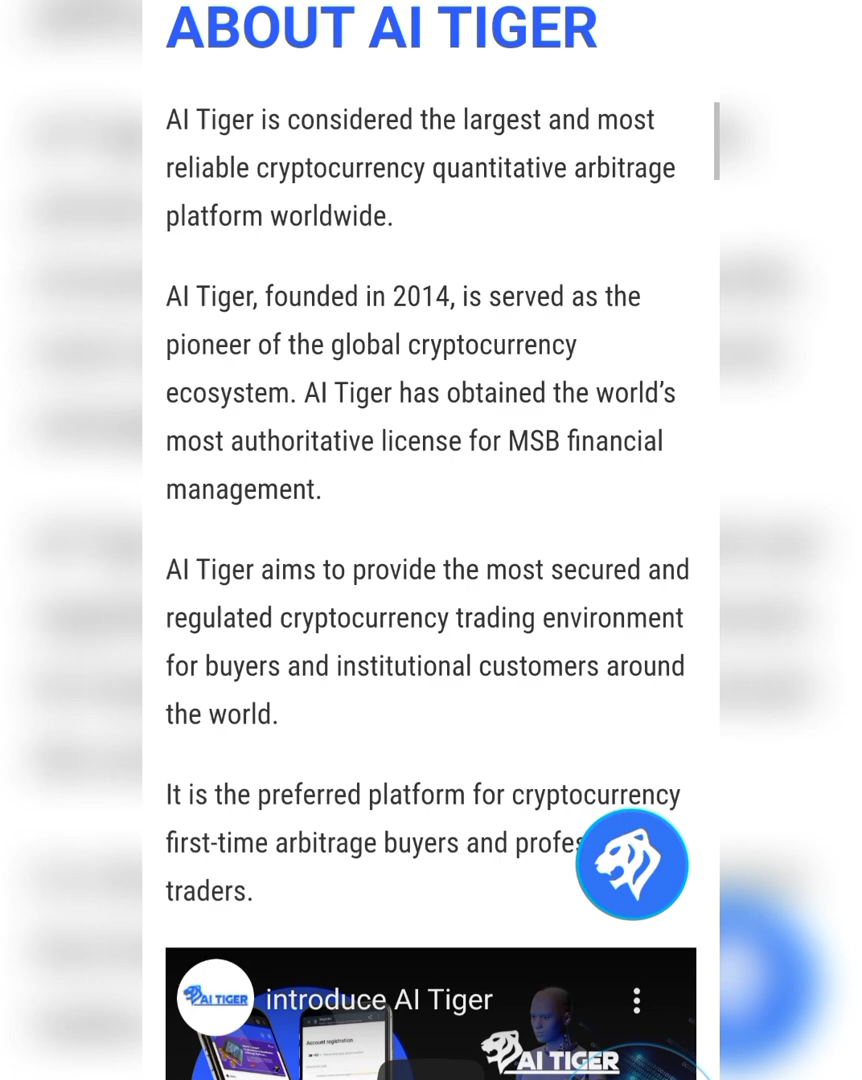 ABOUT AI TIGER
AI Tiger is considered the largest and most
reliable cryptocurrency quantitative arbitrage
platform worldwide.
AI Tiger, founded in 2014, is served as the
pioneer of the global cryptocurrency
ecosystem. AI Tiger has obtained the world’s
most authoritative license for MSB financial
management.
AI Tiger aims to provide the most secured and
regulated cryptocurrency trading environment
for buyers and institutional customers around
the world.
It is the preferred platform for cryptocurrency
first-time arbitrage buyers and
traders.
AI TIGER
introduce AI Tiger
Account registration
AI TIGER